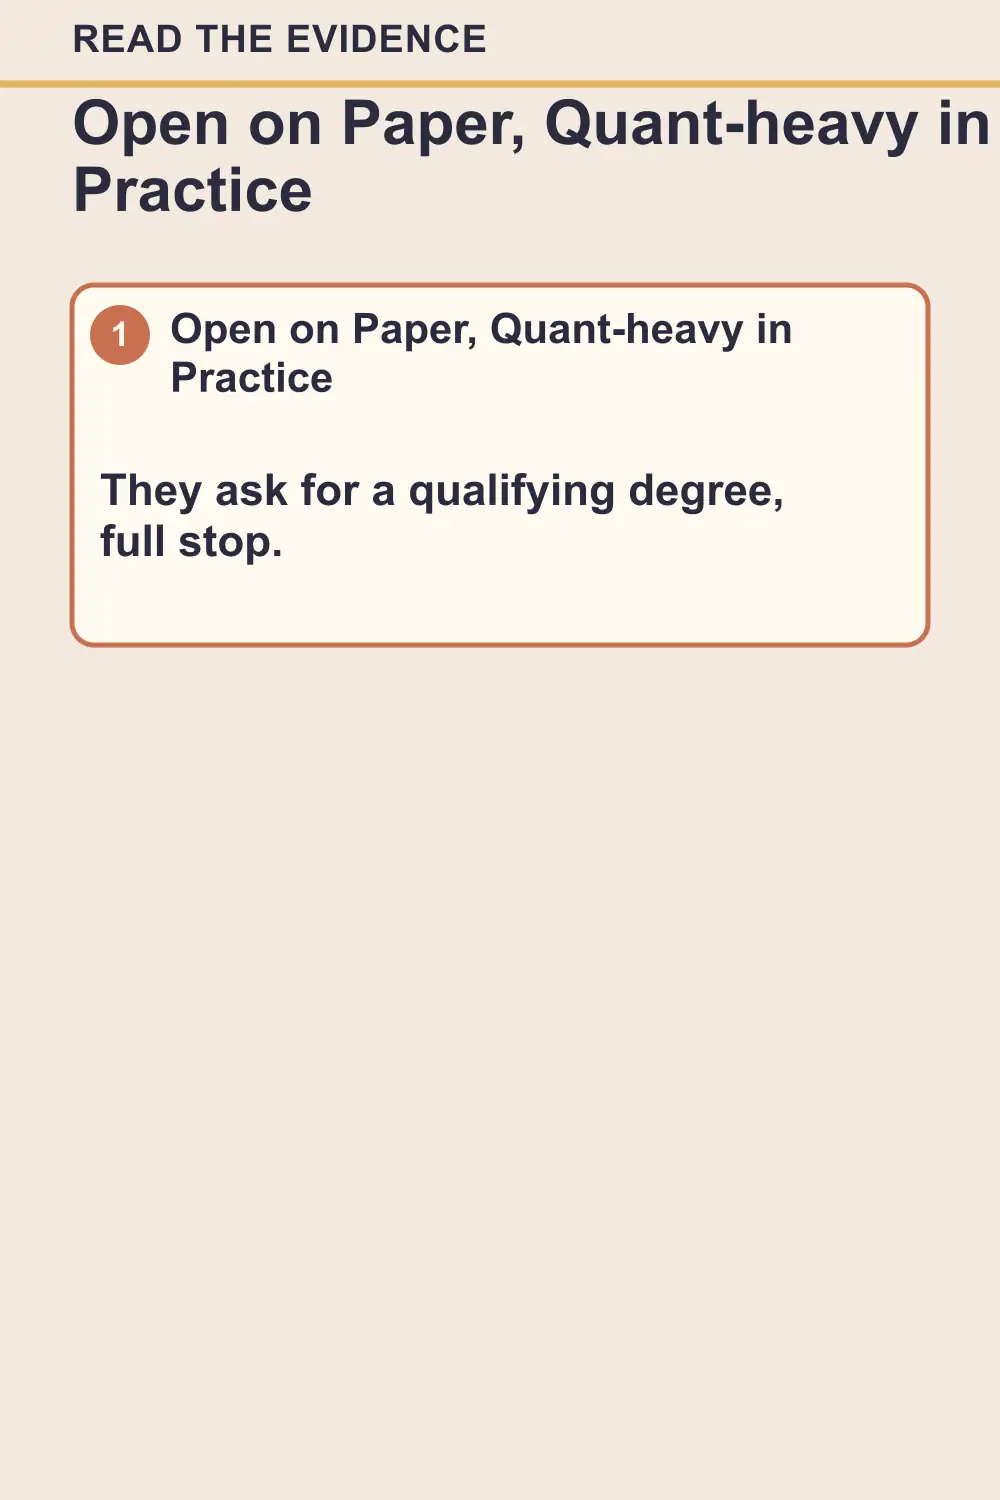 READ THE EVIDENCE
Open on Paper, Quant-heavy in
Practice
1
Open on Paper, Quant-heavy in
Practice
They ask for a qualifying degree,
full stop.